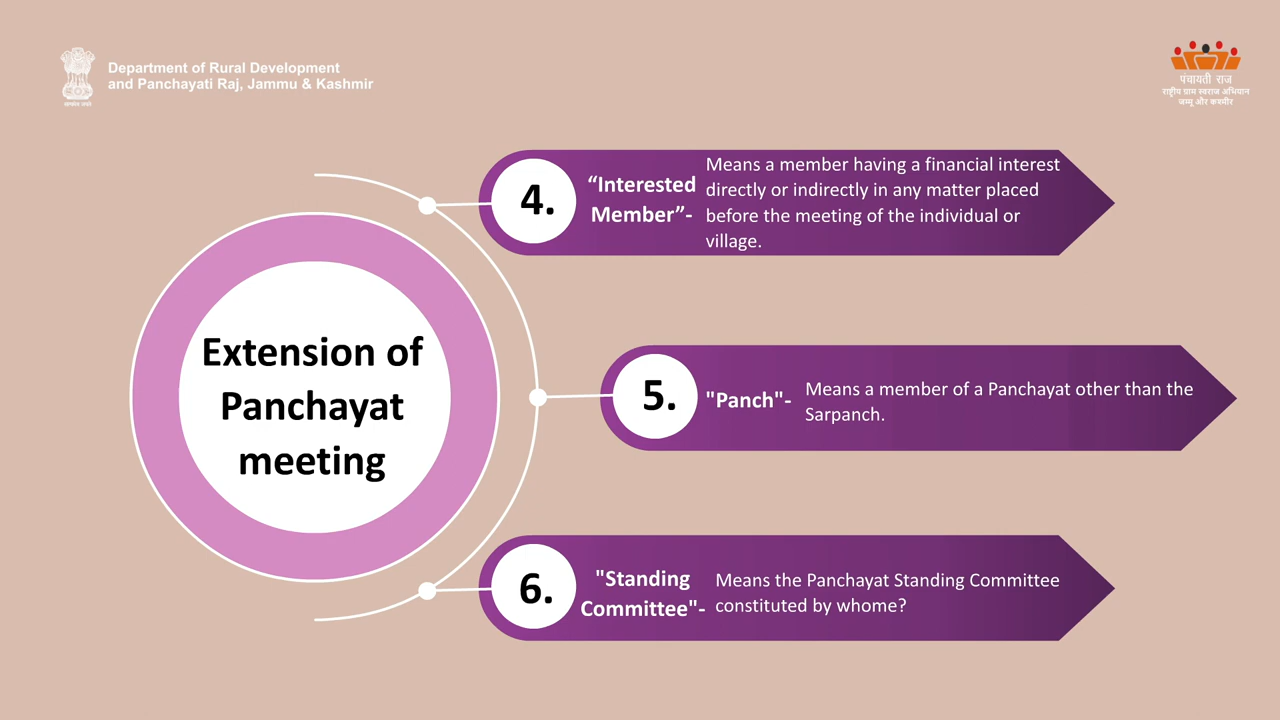 Department of Rural Development
and Panchayati Raj, Jammu & Kashmir
सत्यमेव जयते
पंचायती राज
राष्ट्रीय ग्राम स्वराज अभियान
जम्मू और कश्मीर
Extension of
Panchayat
meeting
4.
“Interested
Member”-
Means a member having a financial interest
directly or indirectly in any matter placed
before the meeting of the individual or
village.
5.
"Panch"-
Means a member of a Panchayat other than the
Sarpanch.
6.
"Standing
Committee"-
Means the Panchayat Standing Committee
constituted by whome?